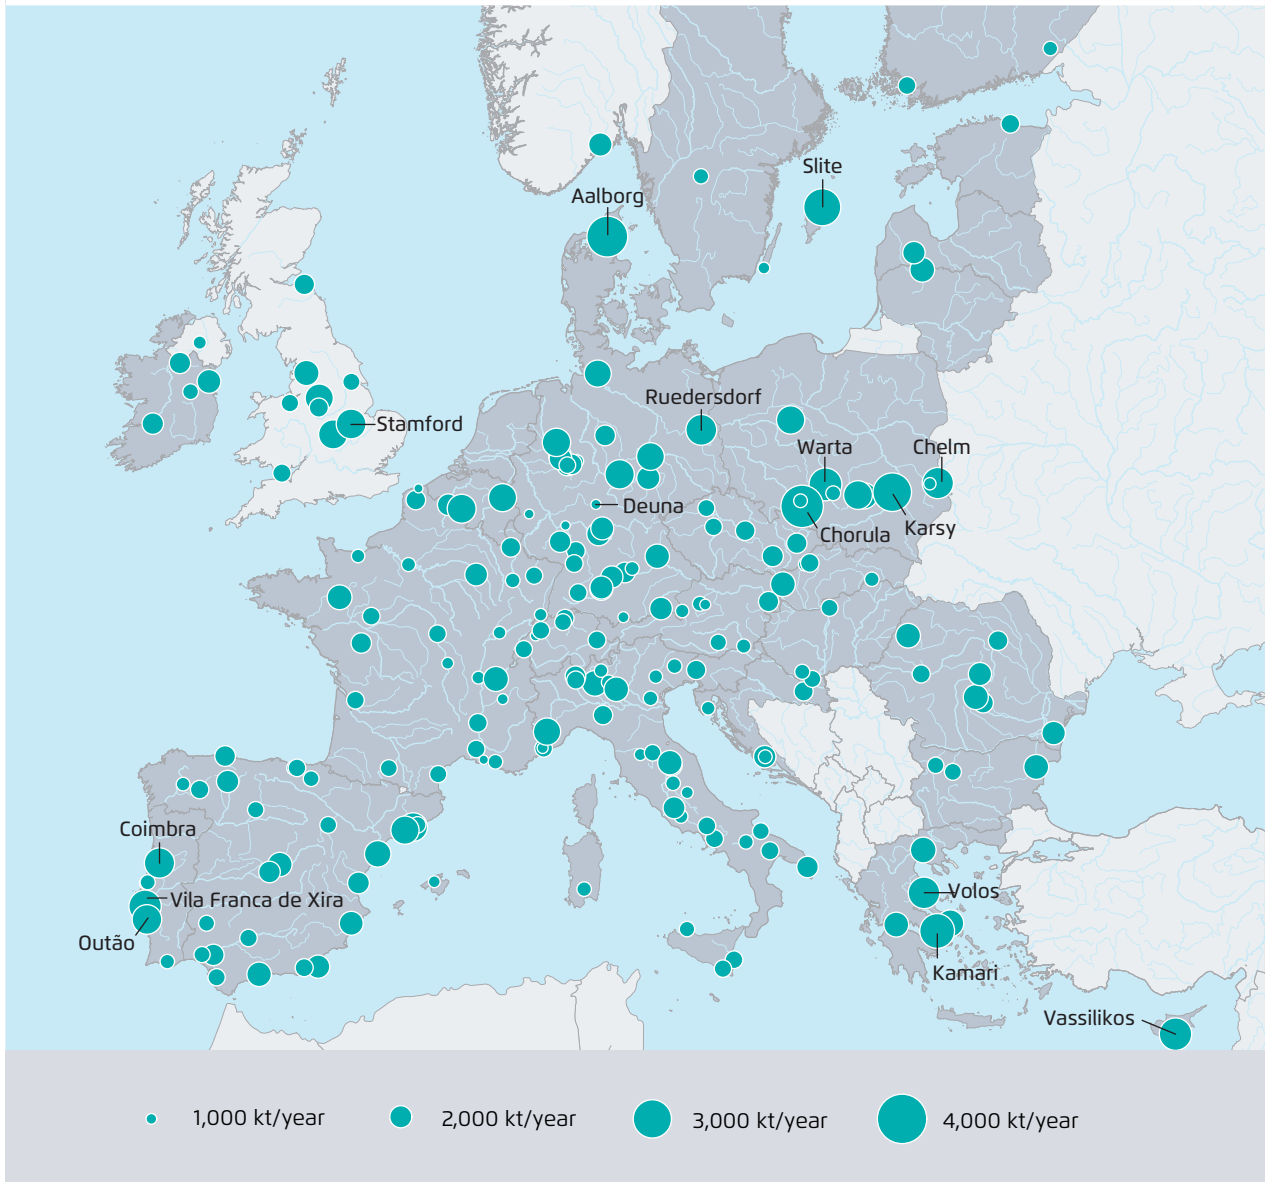 Slite
Aalborg
Ruedersdorf
Stamford
Warta
Chelm
Deuna
Chorula
Karsy
Coimbra
Vila Franca de Xira
Outão
Volos
Kamari
Vassilikos
1,000 kt/year
2,000 kt/year
3,000 kt/year
4,000 kt/year